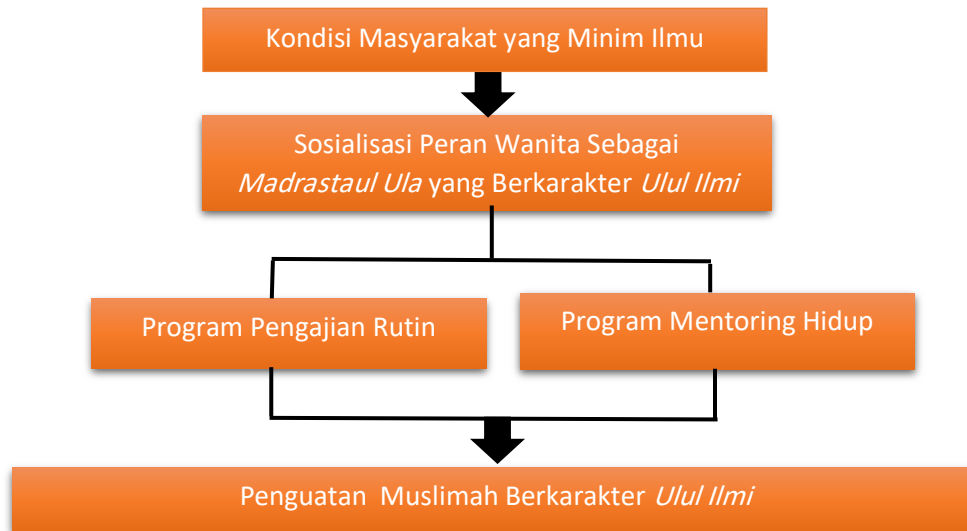 Kondisi Masyarakat yang Minim Ilmu
Sosialisasi Peran Wanita Sebagai
Madrastaul Ula yang Berkarakter Ulul Ilmi
Program Pengajian Rutin
Program Mentoring Hidup
Penguatan Muslimah Berkarakter Ulul Ilmi